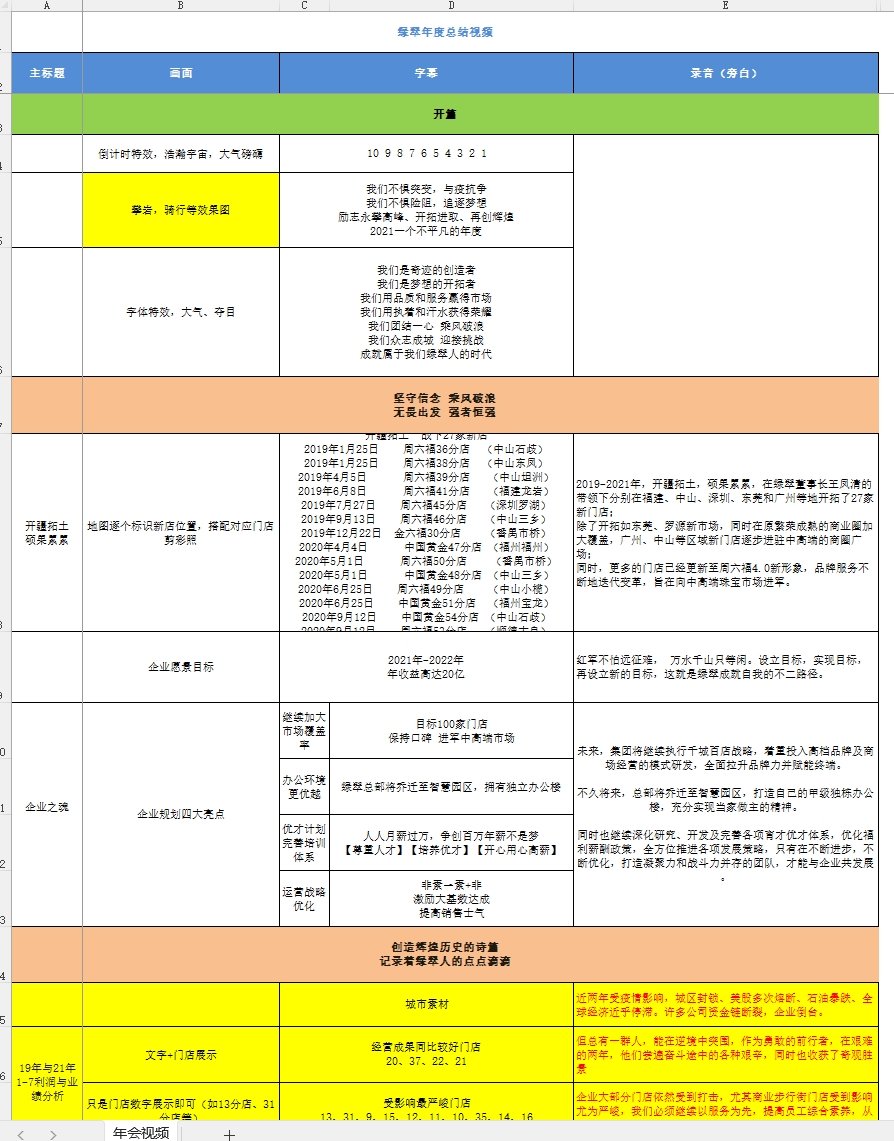 A B C D E
绿翠年度总结视频
主标题 画面 字幕 录音（旁白）
开篇
倒计时特效，浩瀚宇宙，大气磅礴
10 9 8 7 6 5 4 3 2 1
攀岩，骑行等效果图
我们不惧突变，与疫抗争
我们不惧险阻，追逐梦想
励志永攀高峰、开拓进取、再创辉煌
2021一个不平凡的年度
字体特效，大气、夺目
我们是奇迹的创造者
我们是梦想的开拓者
我们用品质和服务赢得市场
我们用执着和汗水获得荣耀
我们团结一心 乘风破浪
我们众志成城 迎接挑战
成就属于我们绿翠人的时代
坚守信念 乘风破浪
无畏出发 强者恒强
开疆拓土
硕果累累
地图逐个标识新店位置，搭配对应门店
剪彩照
开疆拓土 战下27家新店
2019年1月25日 周六福36分店 （中山石歧）
2019年1月25日 周六福38分店 （中山东凤）
2019年4月5日 周六福39分店 （中山坦洲）
2019年6月8日 周六福41分店 （福建龙岩）
2019年7月27日 周六福45分店 （深圳罗湖）
2019年9月13日 周六福46分店 （中山三乡）
2019年12月22日 金六福30分店 （番禺市桥）
2020年4月4日 中国黄金47分店 （福州福州）
2020年5月1日 周六福50分店 （番禺市桥）
2020年5月1日 中国黄金48分店 （中山三乡）
2020年6月25日 周六福49分店 （中山小榄）
2020年6月25日 中国黄金51分店 （福州宝龙）
2020年9月12日 中国黄金54分店 （中山石歧）
2020年9月12日 周六福53分店 （顺德大良）
2019-2021年，开疆拓土，硕果累累，在绿翠董事长王凤清的
带领下分别在福建、中山、深圳、东莞和广州等地开拓了27家
新门店；
除了开拓如东莞、罗源新市场，同时在原繁荣成熟的商业圈加
大覆盖，广州、中山等区域新门店逐步进驻中高端的商圈广
场；
同时，更多的门店已经更新至周六福4.0新形象，品牌服务不
断地迭代变革，旨在向中高端珠宝市场进军。
企业愿景目标
2021年-2022年
年收益高达20亿
红军不怕远征难， 万水千山只等闲。设立目标，实现目标，
再设立新的目标，这就是绿翠成就自我的不二路径。
企业之魂
企业规划四大亮点
继续加大
市场覆盖
率
目标100家门店
保持口碑 进军中高端市场
办公环境
更优越
绿翠总部将乔迁至智慧园区，拥有独立办公楼
优才计划
完善培训
体系
人人月薪过万，争创百万年薪不是梦
【尊重人才】【培养优才】【开心用心高薪】
运营战略
优化
非素→素+非
激励大基数达成
提高销售士气
未来，集团将继续执行千城百店战略，着重投入高档品牌及商
场经营的模式研发，全面拉升品牌力并赋能终端。
不久将来，总部将乔迁至智慧园区，打造自己的甲级独栋办公
楼，充分实现当家做主的精神。
同时也继续深化研究、开发及完善各项育才优才体系，优化福
利薪酬政策，全方位推进各项发展策略，只有在不断进步，不
断优化，打造凝聚力和战斗力并存的团队，才能与企业共发展
。
创造辉煌历史的诗篇
记录着绿翠人的点点滴滴
城市素材
近两年受疫情影响，城区封锁、美股多次熔断、石油暴跌、全
球经济近乎停滞。许多公司资金链断裂，企业倒台。
19年与21年
1-7利润与业
绩分析
文字+门店展示
经营成果同比较好门店
20、37、22、21
但总有一群人，能在逆境中突围，作为勇敢的前行者，在艰难
的两年，他们尝遍奋斗途中的各种艰辛，同时也收获了奇观胜
景
只是门店数字展示即可（如13分店、31
分店等）
受影响最严峻门店
13、31、9、15、12、11、10、35、14、16
企业大部分门店依然受到打击，尤其商业步行街门店受到影响
尤为严峻，我们必须继续以服务为先，提高员工综合素养，从
年会视频